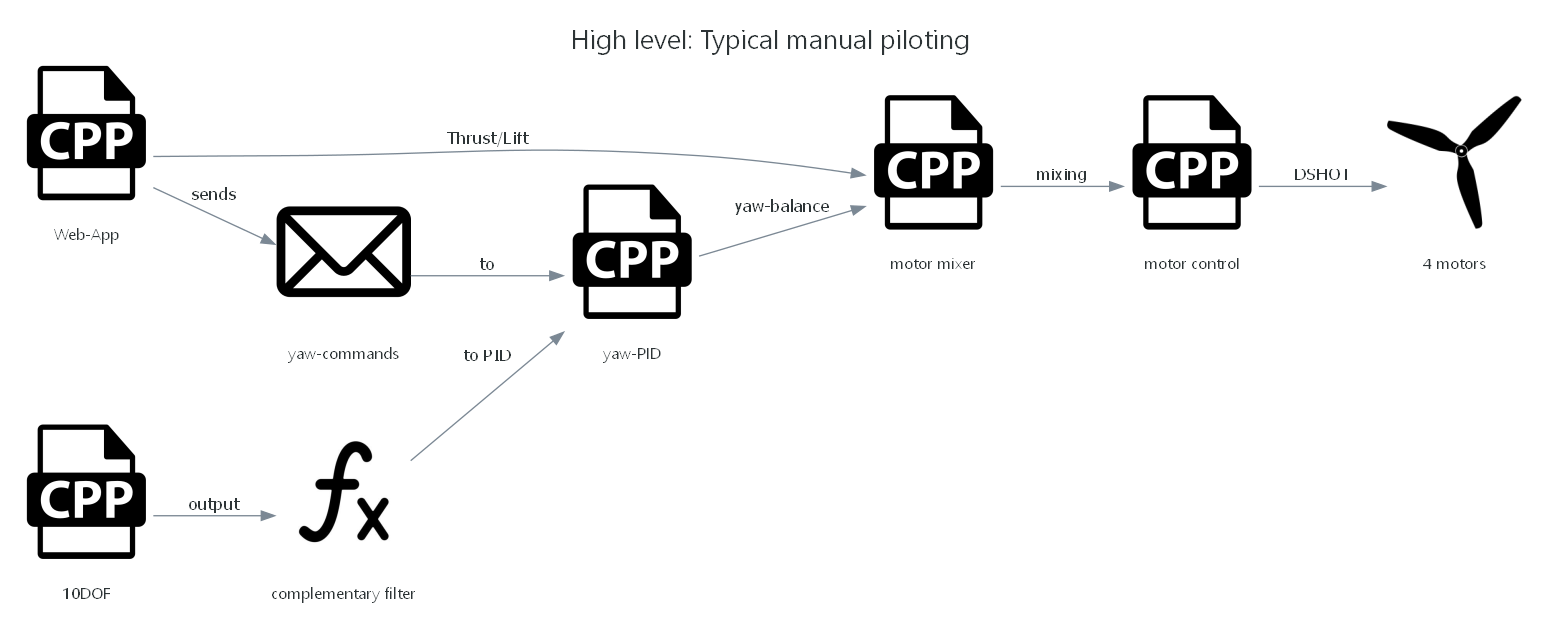 High level: Typical manual piloting
CPP
Web-App
Thrust/Lift
sends
yaw-commands
to
CPP
yaw-PID
yaw-balance
CPP
motor mixer
mixing
CPP
motor control
DSHOT
4 motors
to PID
CPP
10DOF
output
fx
complementary filter